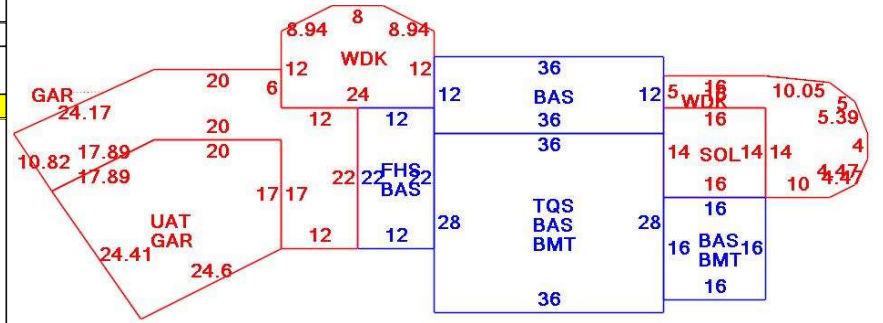 8
8.94 8.94
WDK
12 12
24
20
6
GAR
24.17
20
20
10.82
17.89
17.89
17 17
UAT
GAR
24.41
24.6
12
22
12
12
22 22
FHS
BAS
12
36
12 12
BAS
36
36
28 28
TQS
BAS
BMT
36
16
5
WDK
10.05
5
5.39
4
4.47
4.47
10
16
14 SOL 14 14
16
16
16 16
BAS
BMT
16